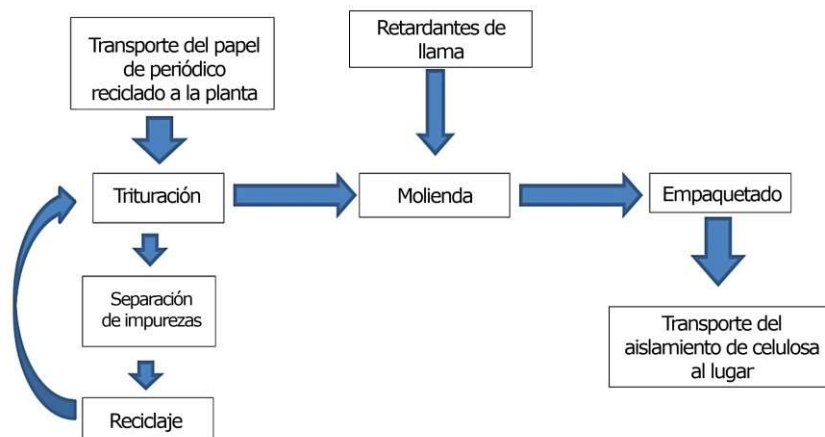 Transporte del papel
de periódico
reciclado a la planta
Retardantes de
llama
Trituración
Molienda
Empaquetado
Separación
de impurezas
Transporte del
aislamiento de celulosa
al lugar
Reciclaje